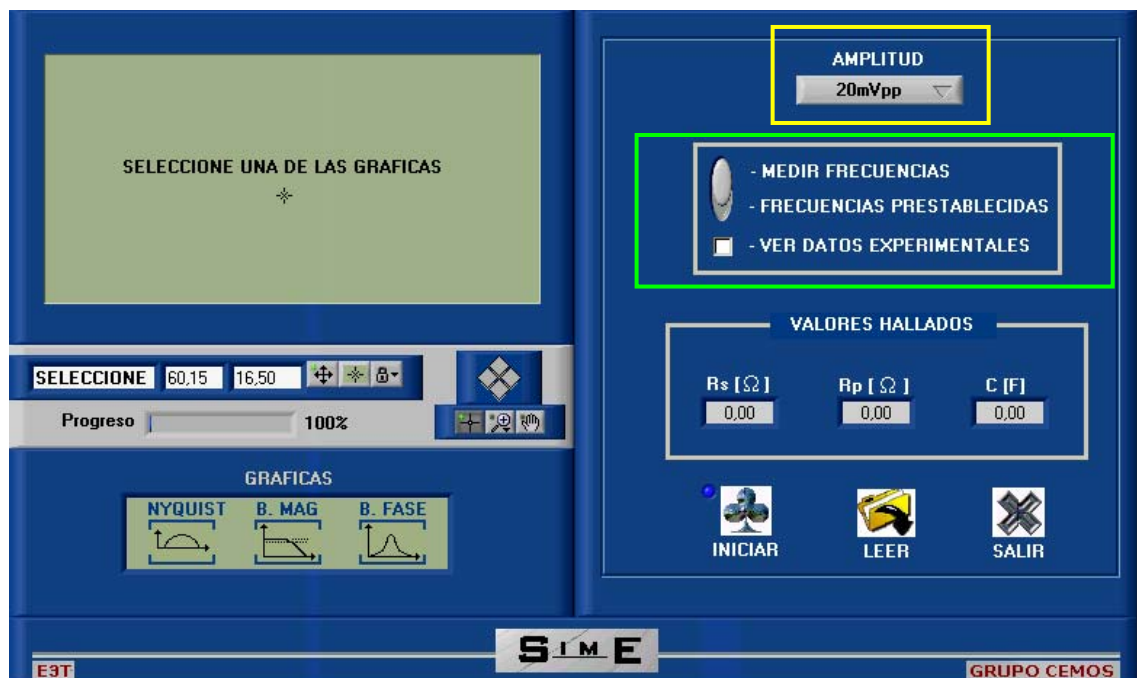 SELECCIONE UNA DE LAS GRAFICAS
SELECCIONE 60,15 16,50
Progreso 100%
GRAFICAS
NYQUIST B. MAG B. FASE
AMPLITUD
20mVpp
- MEDIR FRECUENCIAS
- FRECUENCIAS PRESTABLECIDAS
- VER DATOS EXPERIMENTALES
VALORES HALLADOS
Rs [Ω] Rp [Ω] C [F]
0,00 0,00 0,00
INICIAR LEER SALIR
SIME
E3T GRUPO CEMOS